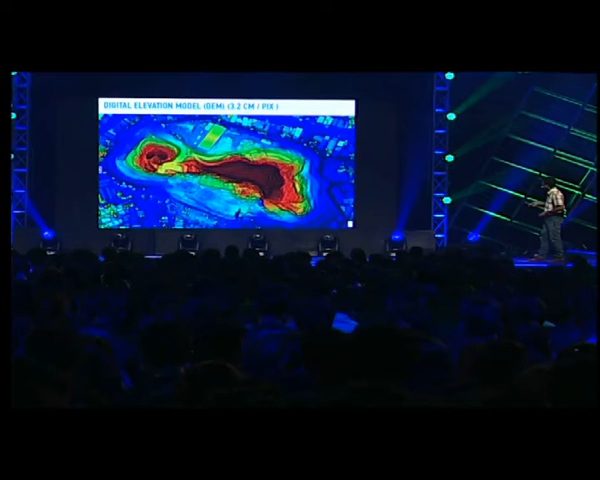 DIGITAL ELEVATION MODEL (DEM) (3.2 CM / PIX )